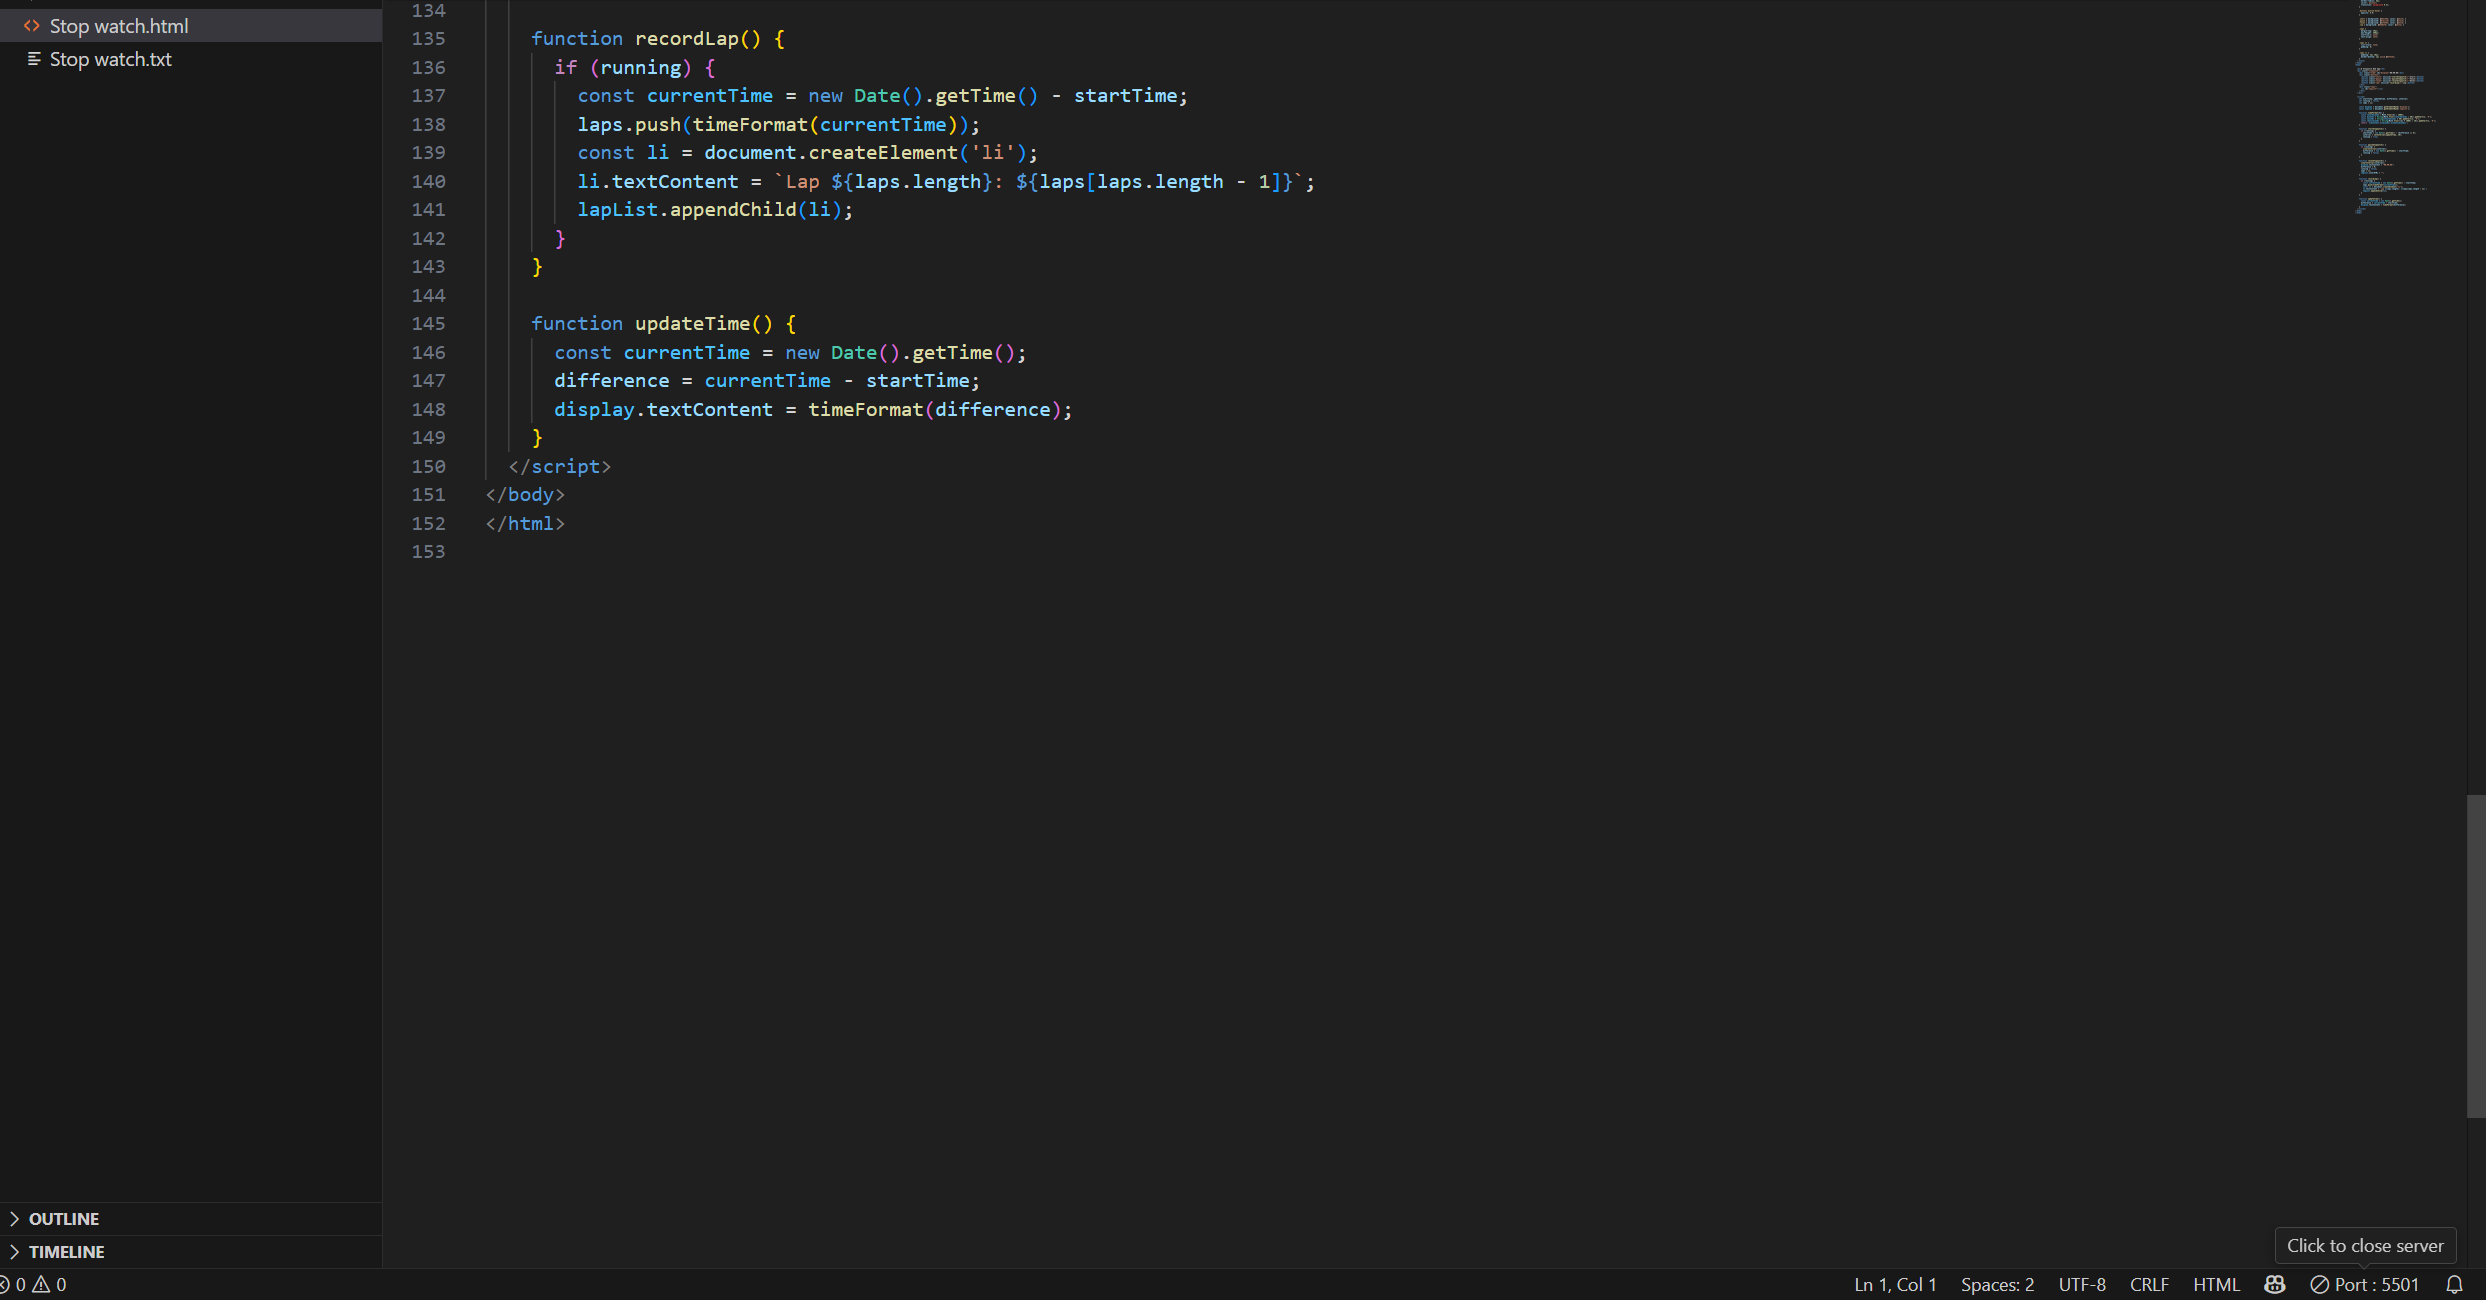 Stop watch.html
Stop watch.txt
134
135 function recordLap() {
136 if (running) {
137 const currentTime = new Date().getTime() - startTime;
138 laps.push(timeFormat(currentTime));
139 const li = document.createElement('li');
140 li.textContent = `Lap ${laps.length}: ${laps[laps.length - 1]}`;
141 lapList.appendChild(li);
142 }
143 }
144
145 function updateTime() {
146 const currentTime = new Date().getTime();
147 difference = currentTime - startTime;
148 display.textContent = timeFormat(difference);
149 }
150 </script>
151 </body>
152 </html>
153
OUTLINE
TIMELINE
Click to close server
0 0 Ln 1, Col 1 Spaces: 2 UTF-8 CRLF HTML Port : 5501